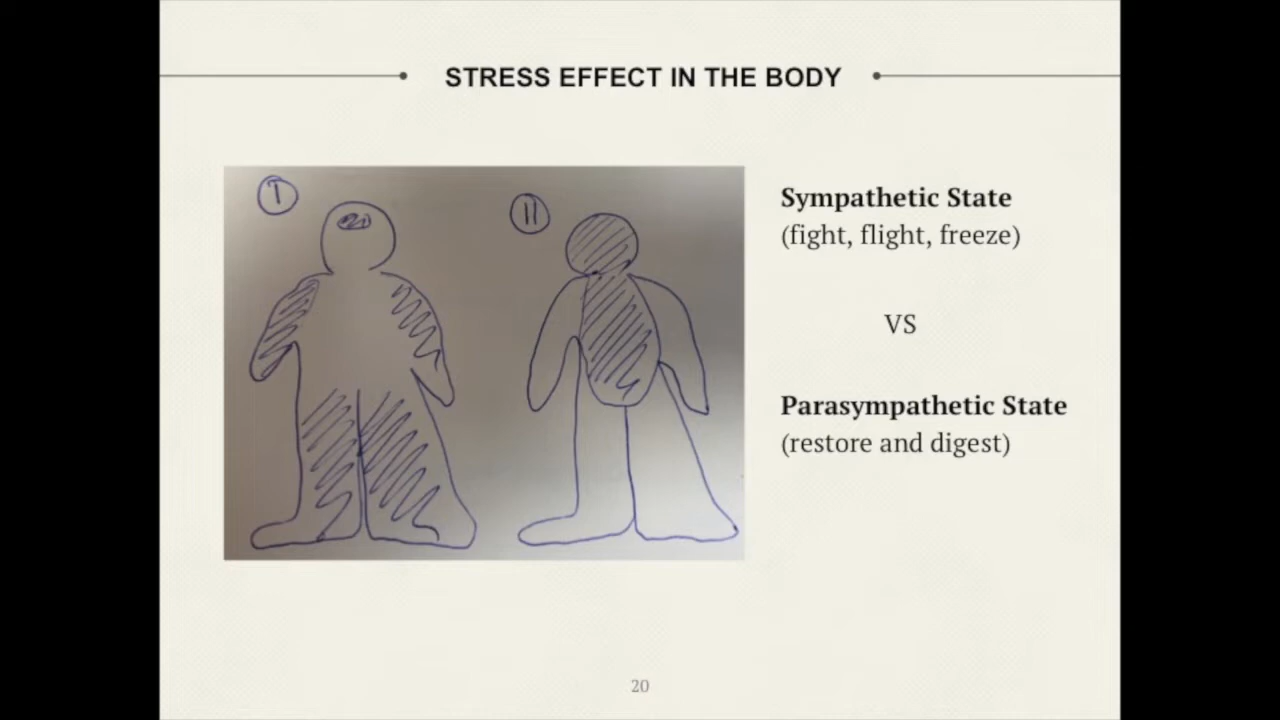 STRESS EFFECT IN THE BODY
I
II
Sympathetic State
(fight, flight, freeze)
VS
Parasympathetic State
(restore and digest)
20